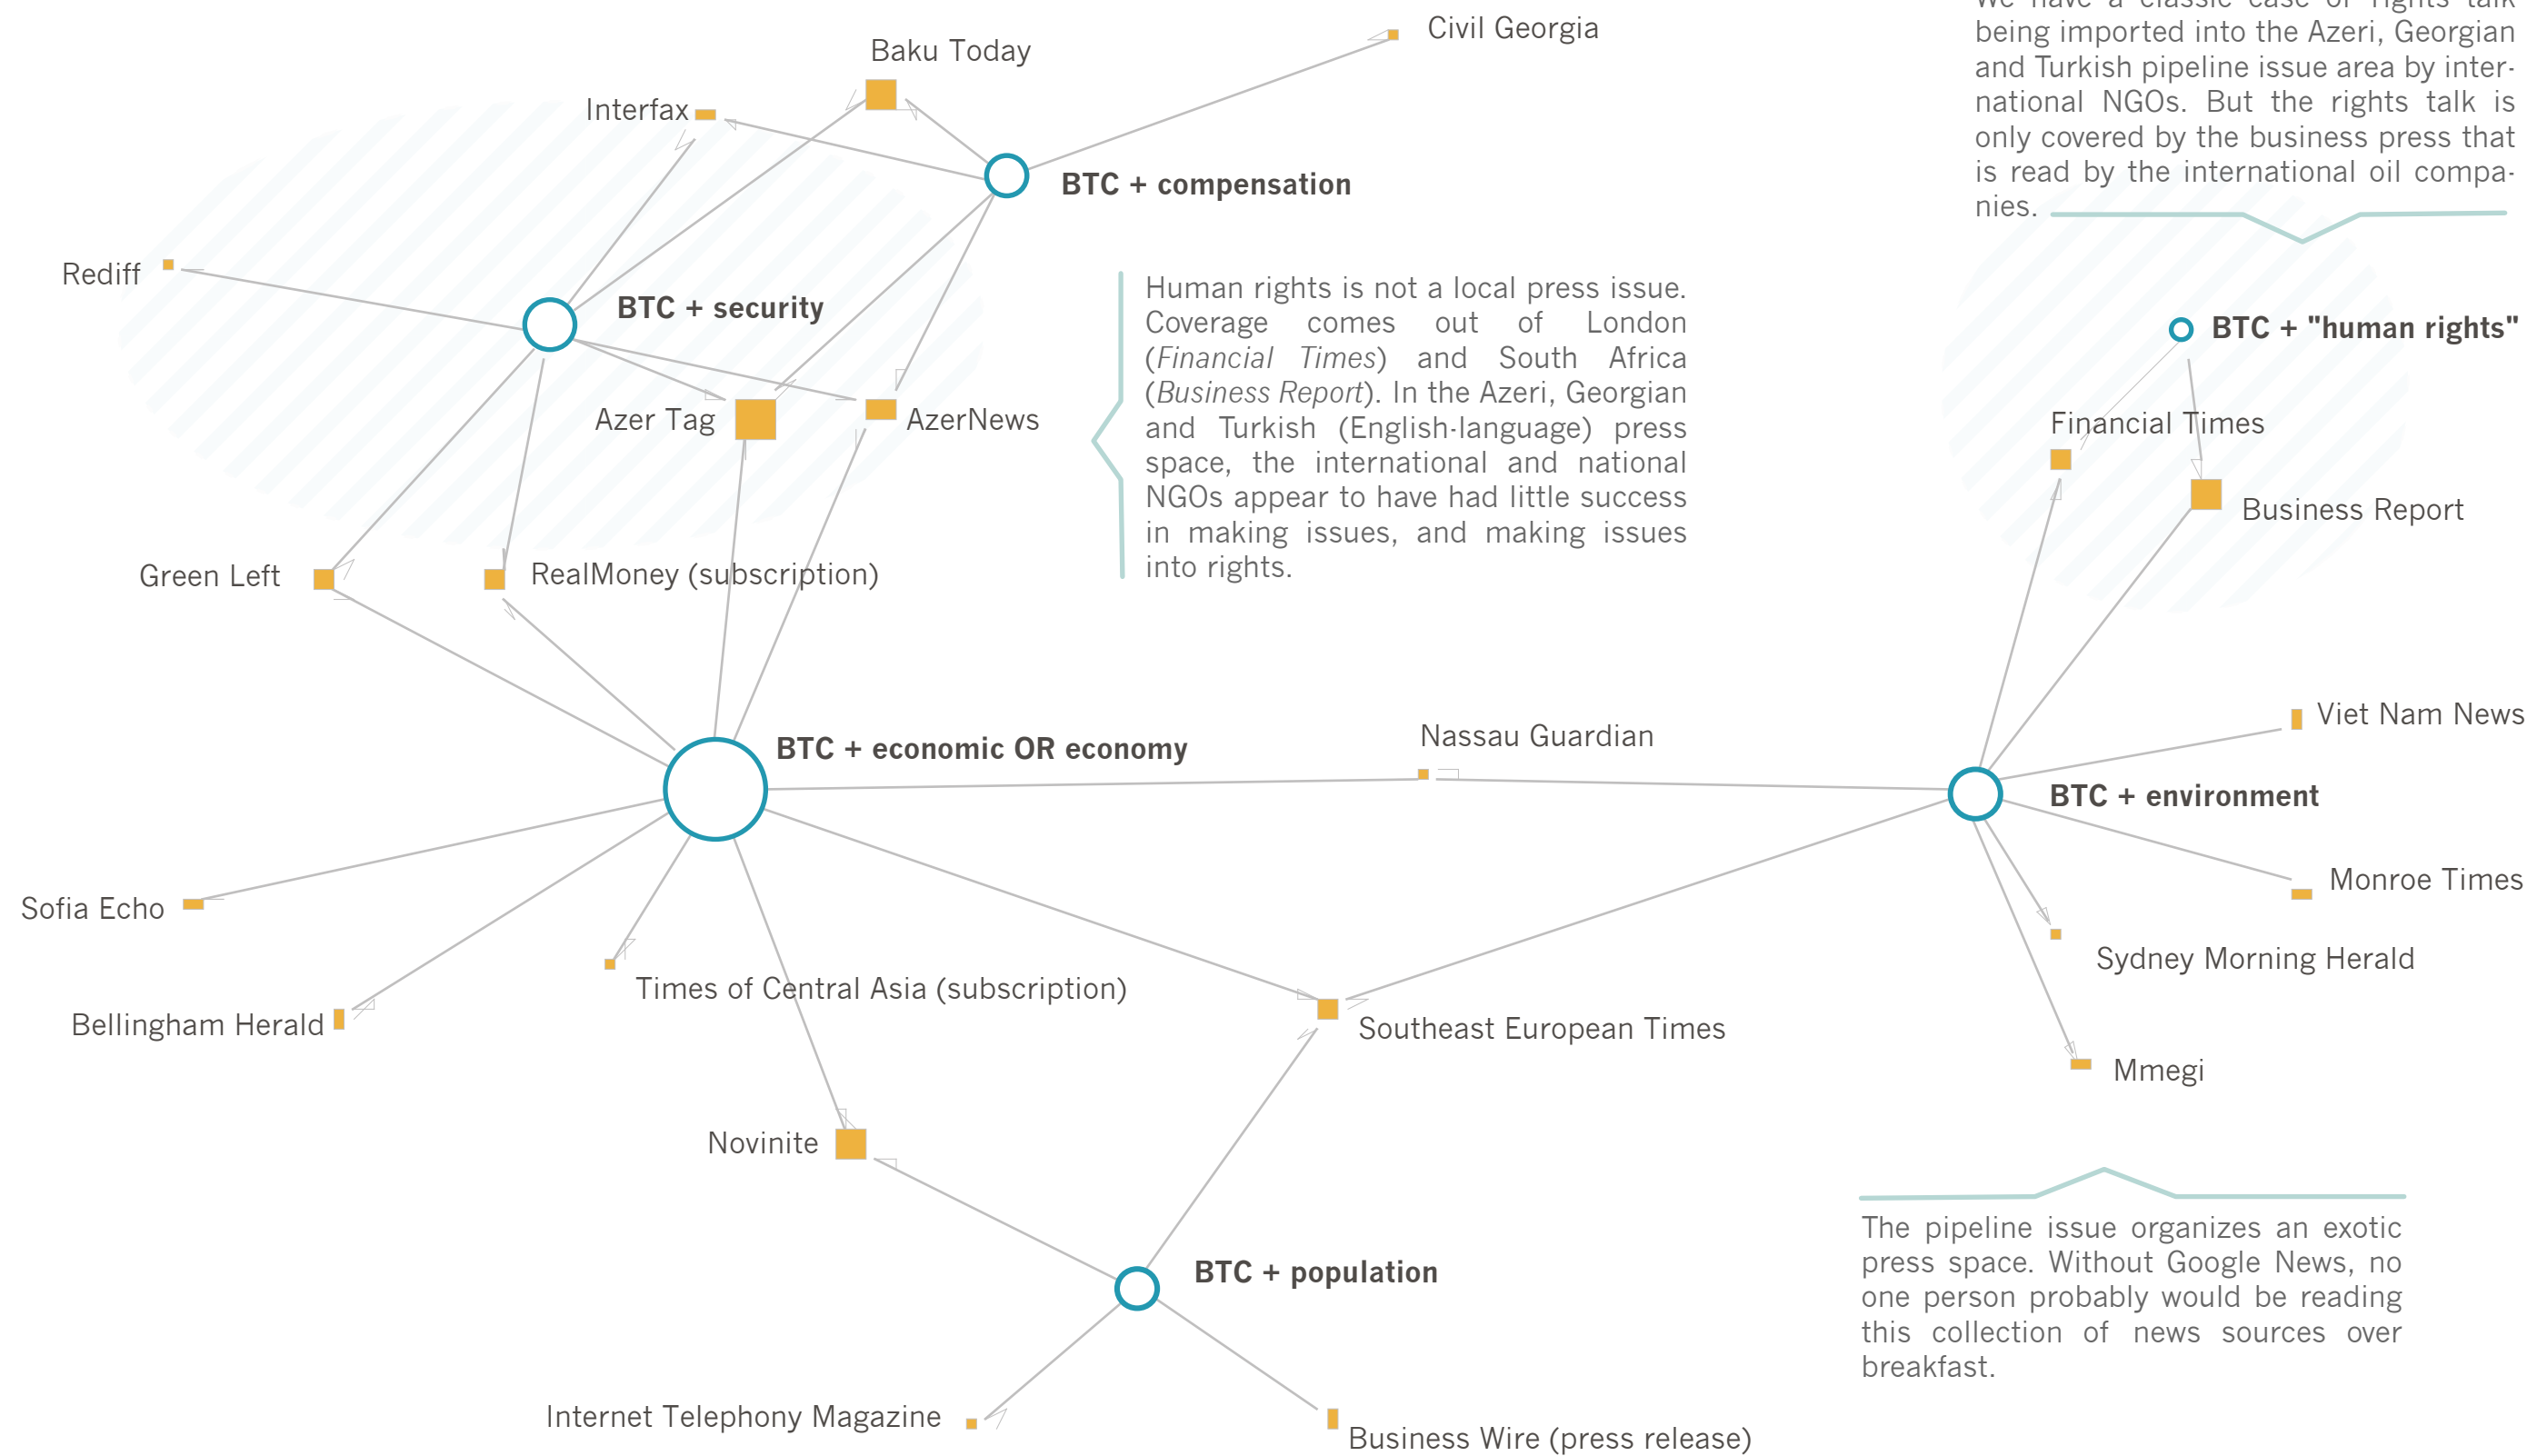 We have a classic case of rights talk
being imported into the Azeri, Georgian
and Turkish pipeline issue area by inter-
national NGOs. But the rights talk is
only covered by the business press that
is read by the international oil compa-
nies.
Civil Georgia
Baku Today
Interfax
BTC + compensation
Rediff
BTC + security
Human rights is not a local press issue.
Coverage comes out of London
(Financial Times) and South Africa
(Business Report). In the Azeri, Georgian
and Turkish (English-language) press
space, the international and national
NGOs appear to have had little success
in making issues, and making issues
into rights.
BTC + "human rights"
Azer Tag
AzerNews
Financial Times
Business Report
Green Left
RealMoney (subscription)
Viet Nam News
BTC + economic OR economy
Nassau Guardian
BTC + environment
Monroe Times
Sofia Echo
Sydney Morning Herald
Times of Central Asia (subscription)
Bellingham Herald
Southeast European Times
Mmegi
Novinite
BTC + population
The pipeline issue organizes an exotic
press space. Without Google News, no
one person probably would be reading
this collection of news sources over
breakfast.
Internet Telephony Magazine
Business Wire (press release)